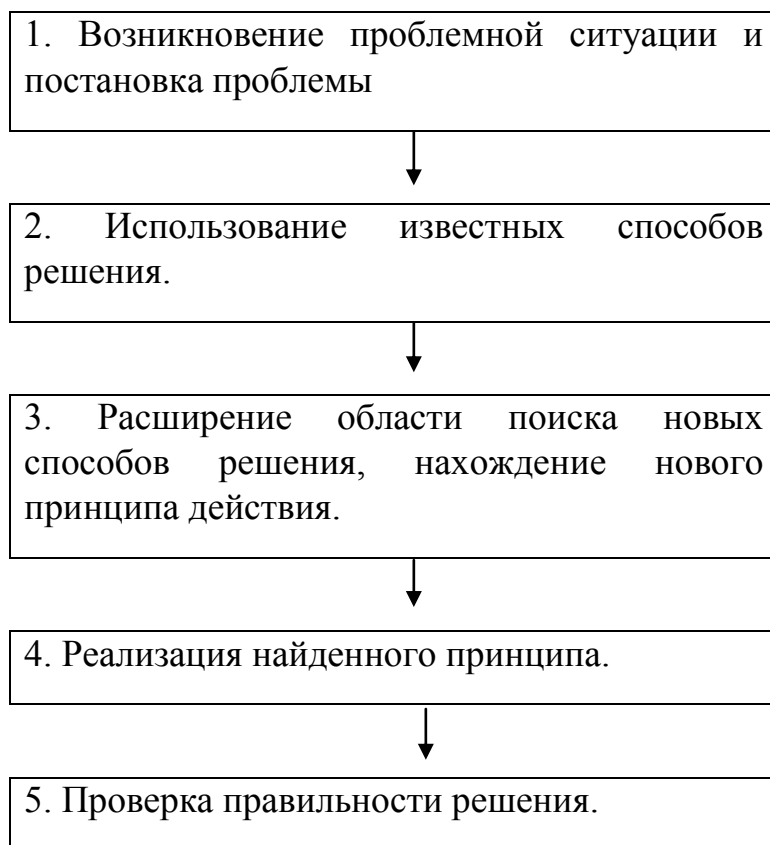 1. Возникновение проблемной ситуации и
постановка проблемы
2. Использование известных способов
решения.
3. Расширение области поиска новых
способов решения, нахождение нового
принципа действия.
4. Реализация найденного принципа.
5. Проверка правильности решения.